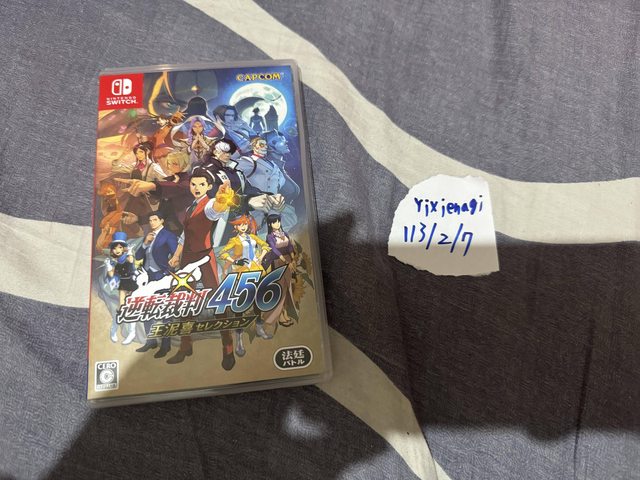 NINTENDO
SWITCH
CAPCOM
逆転裁判456
王泥喜セレクション
法廷
バトル
CERO
yixienagi
113/2/7